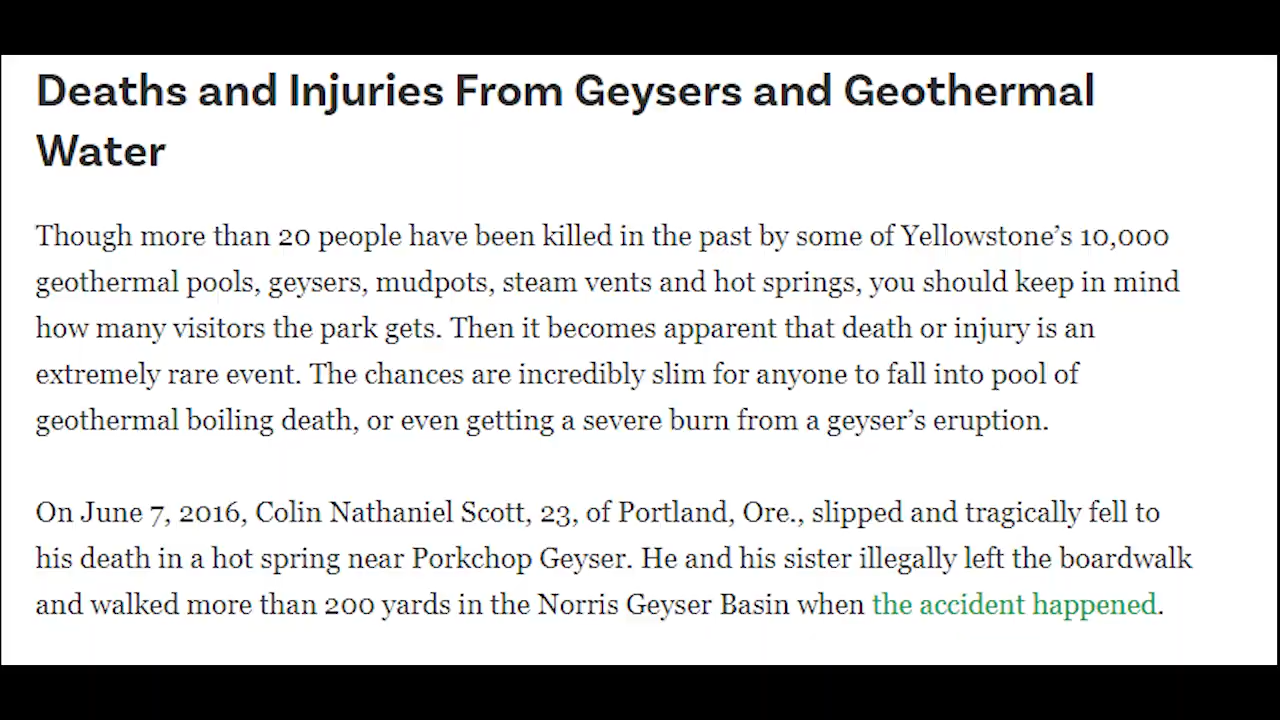 Deaths and Injuries From Geysers and Geothermal
Water
Though more than 20 people have been killed in the past by some of Yellowstone’s 10,000
geothermal pools, geysers, mudpots, steam vents and hot springs, you should keep in mind
how many visitors the park gets. Then it becomes apparent that death or injury is an
extremely rare event. The chances are incredibly slim for anyone to fall into pool of
geothermal boiling death, or even getting a severe burn from a geyser’s eruption.
On June 7, 2016, Colin Nathaniel Scott, 23, of Portland, Ore., slipped and tragically fell to
his death in a hot spring near Porkchop Geyser. He and his sister illegally left the boardwalk
and walked more than 200 yards in the Norris Geyser Basin when the accident happened.